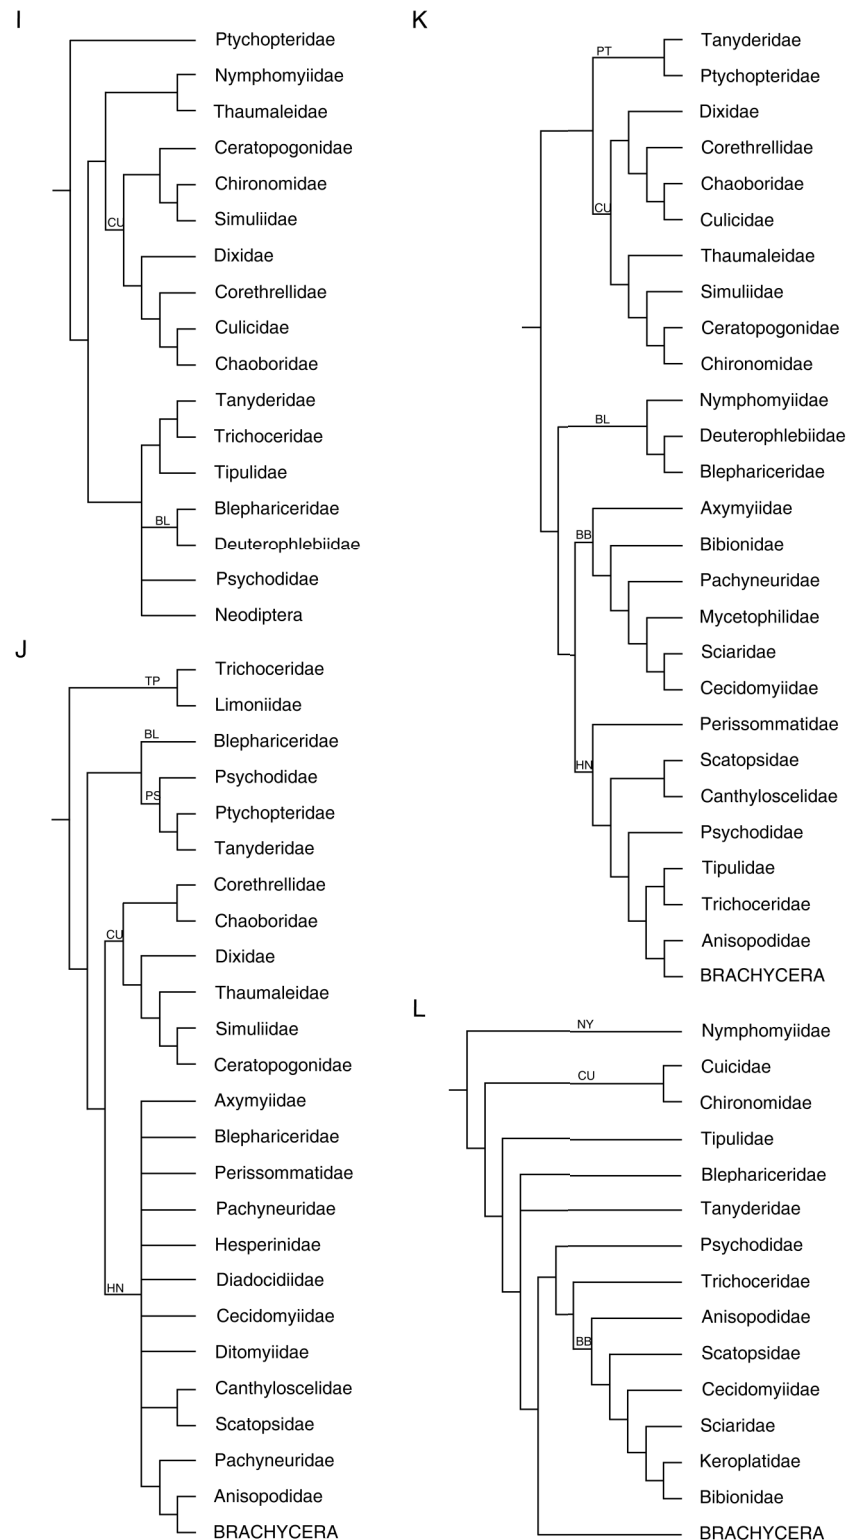 I
Ptychopteridae
Nymphomyiidae
Thaumaleidae
Ceratopogonidae
Chironomidae
Simuliidae
CU
Dixidae
Corethrellidae
Culicidae
Chaoboridae
Tanyderidae
Trichoceridae
Tipulidae
Blephariceridae
BL
Deuterophlebiidae
Psychodidae
Neodiptera
J
Trichoceridae
TP
Limoniidae
BL
Blephariceridae
Psychodidae
PS
Ptychopteridae
Tanyderidae
Corethrellidae
Chaoboridae
CU
Dixidae
Thaumaleidae
Simuliidae
Ceratopogonidae
Axymyiidae
Blephariceridae
Perissommatidae
Pachyneuridae
Hesperinidae
Diadocidiidae
HN
Cecidomyiidae
Ditomyiidae
Canthyloscelidae
Scatopsidae
Pachyneuridae
Anisopodidae
BRACHYCERA
K
Tanyderidae
PT
Ptychopteridae
Dixidae
Corethrellidae
Chaoboridae
CU
Culicidae
Thaumaleidae
Simuliidae
Ceratopogonidae
Chironomidae
Nymphomyiidae
BL
Deuterophlebiidae
Blephariceridae
Axymyiidae
BB
Bibionidae
Pachyneuridae
Mycetophilidae
Sciaridae
Cecidomyiidae
Perissommatidae
Scatopsidae
HN
Canthyloscelidae
Psychodidae
Tipulidae
Trichoceridae
Anisopodidae
BRACHYCERA
L
NY
Nymphomyiidae
Cuicidae
CU
Chironomidae
Tipulidae
Blephariceridae
Tanyderidae
Psychodidae
Trichoceridae
Anisopodidae
BB
Scatopsidae
Cecidomyiidae
Sciaridae
Keroplatidae
Bibionidae
BRACHYCERA